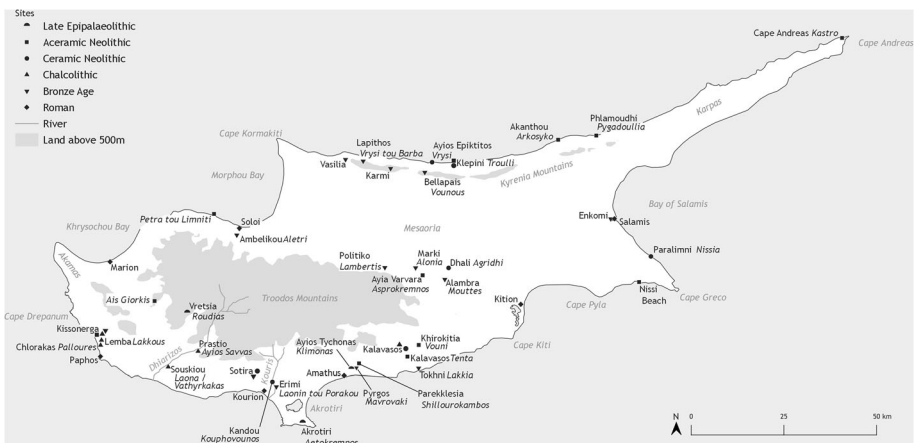 Sites
Late Epipalaeolithic
Aceramic Neolithic
Ceramic Neolithic
Chalcolithic
Bronze Age
Roman
River
Land above 500m
Cape Andreas Kastro
Cape Andreas
Karpas
Phlamoudhi
Pygadoullia
Akanthou
Arkosyko
Cape Kormakiti
Lapithos
Vrysi tou Barba
Ayios Epiktitos
Vrysi
Vasilia
Klepini Troulli
Karmi
Bellapais
Vounous
Kyrenia Mountains
Morphou Bay
Petra tou Limniti
Soloi
Khrysochou Bay
Ambelikou Aletri
Mesaoria
Enkomi
Salamis
Bay of Salamis
Akamas
Marion
Politiko
Lambertis
Marki
Alonia
Dhali Agridhi
Paralimni Nissia
Ayia Varvara
Asprokremnos
Alambra
Mouttes
Nissi
Beach
Cape Greco
Ais Giorkis
Troodos Mountains
Kition
Cape Pyla
Cape Drepanum
Vretsia
Roudias
Kissonerga
Lemba Lakkous
Chlorakas Palloures
Paphos
Prastio
Ayios Savvas
Dhiarizos
Ayios Tychonas
Klimonas
Kalavasos
Khirokitia
Vouni
Cape Kiti
Kalavasos Tenta
Souskiou
Laona /
Vathyrkakas
Sotira
Kouris
Amathus
Tokhni Lakkia
Kourion
Erimi
Laonin tou Porakou
Pyrgos
Mavrovaki
Parekklesia
Shillourokambos
Akrotiri
Kandou
Kouphovounos
Akrotiri
Aetokremnos
N
0 25 50 km